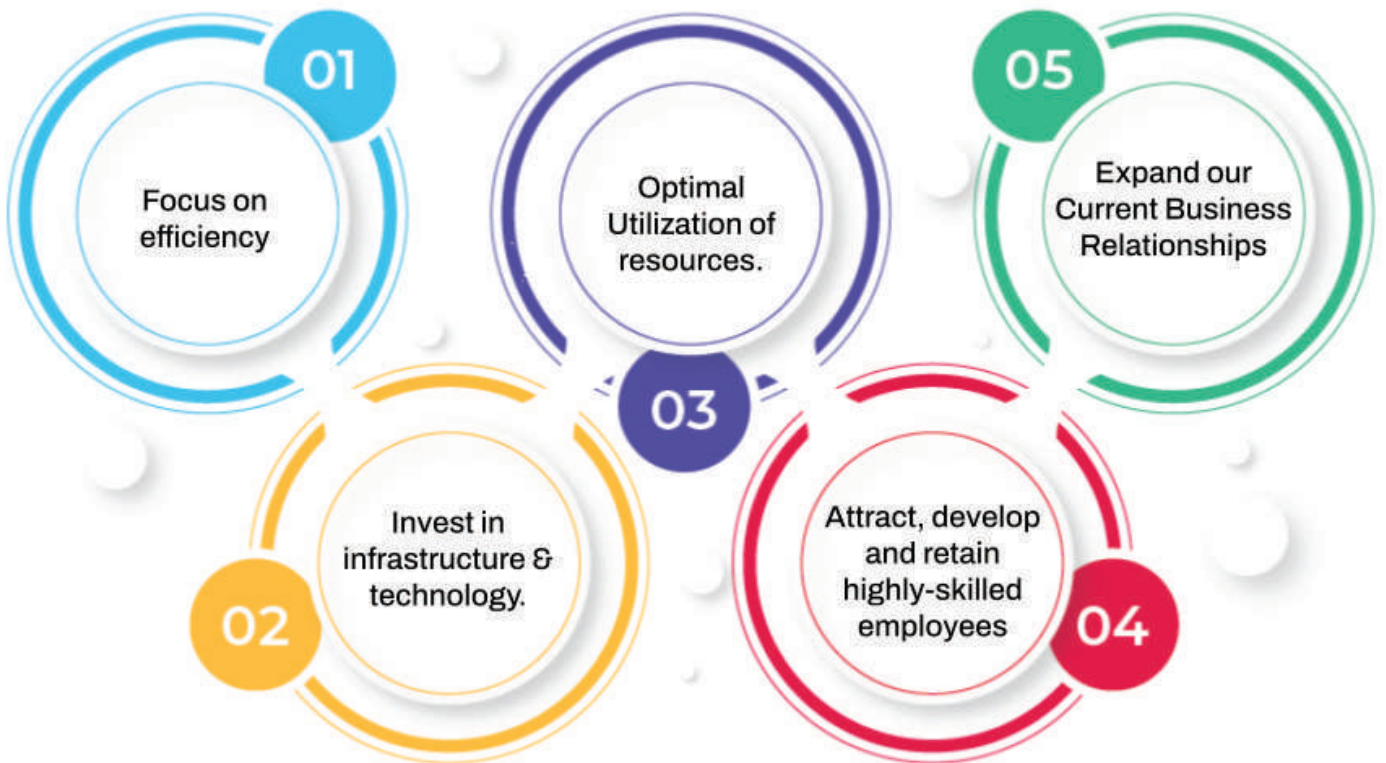 01
Focus on
efficiency
02
Invest in
infrastructure &
technology.
03
Optimal
Utilization of
resources.
04
Attract, develop
and retain
highly-skilled
employees
05
Expand our
Current Business
Relationships